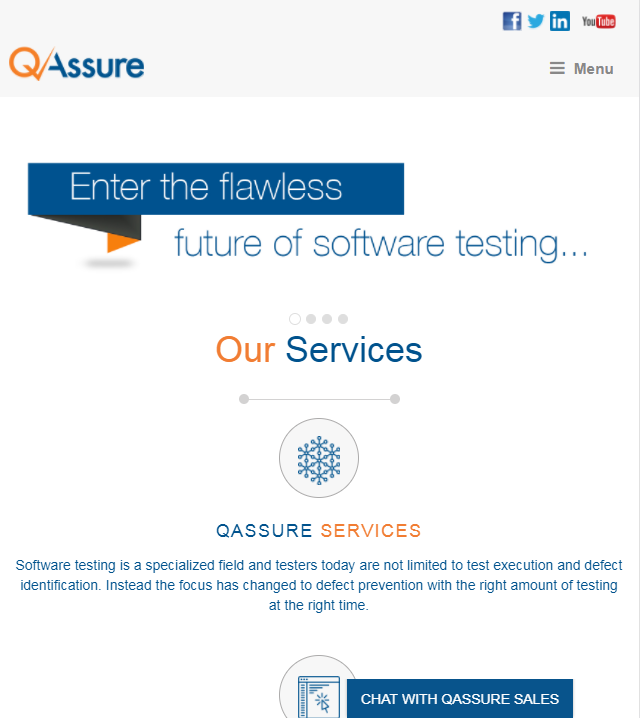 f in YouTube
QAssure
Menu
Enter the flawless
future of software testing...
Our Services
QASSURE SERVICES
Software testing is a specialized field and testers today are not limited to test execution and defect
identification. Instead the focus has changed to defect prevention with the right amount of testing
at the right time.
CHAT WITH QASSURE SALES